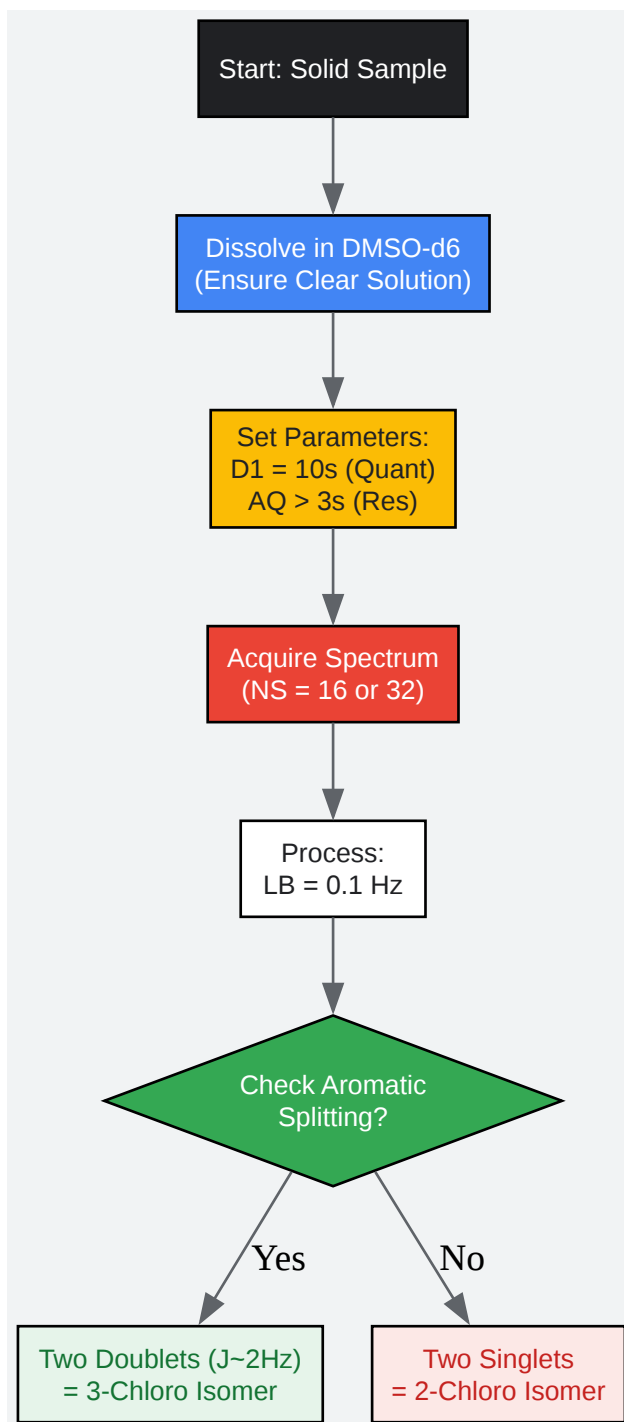 Start: Solid Sample
Dissolve in DMSO-d6
(Ensure Clear Solution)
Set Parameters:
D1 = 10s (Quant)
AQ > 3s (Res)
Acquire Spectrum
(NS = 16 or 32)
Process:
LB = 0.1 Hz
Check Aromatic
Splitting?
Yes
No
Two Doublets (J~2Hz)
= 3-Chloro Isomer
Two Singlets
= 2-Chloro Isomer